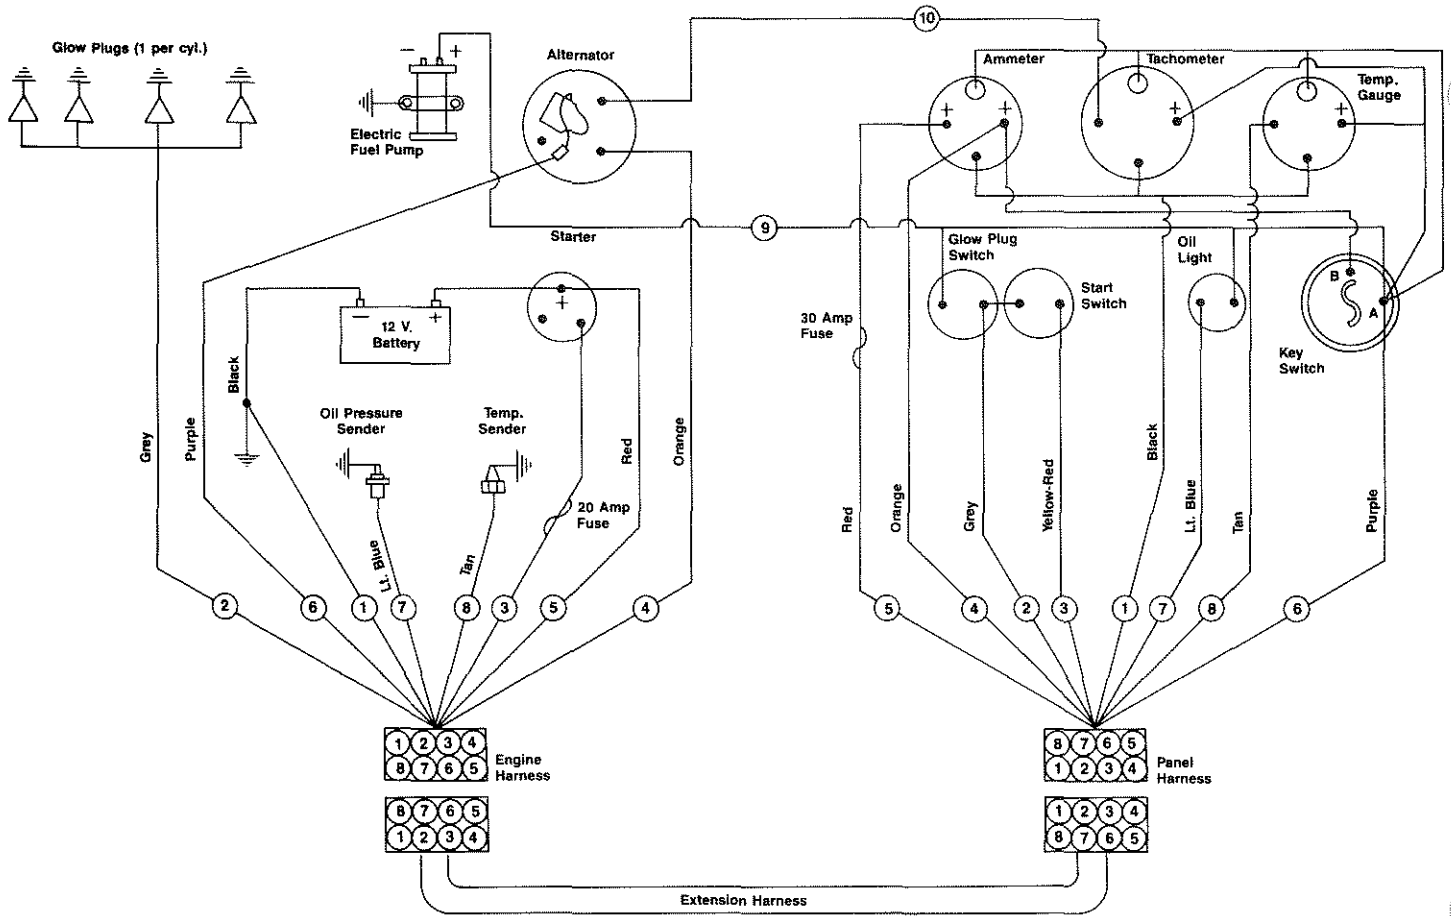 10
Glow Plugs (1 per cyl.)
− +
Alternator
Ammeter
Tachometer
Temp.
Gauge
Electric
Fuel Pump
+ + + +
9
Starter
Glow Plug
Switch
Oil
Light
Start
Switch
B
A
Key
Switch
− +
12 V.
Battery
+
30 Amp
Fuse
Black
Oil Pressure
Sender
Temp.
Sender
Grey
Purple
Red
Orange
20 Amp
Fuse
Lt. Blue
Tan
Red
Orange
Grey
Yellow-Red
Black
Lt. Blue
Tan
Purple
2 6 1 7 8 3 5 4
5 4 2 3 1 7 8 6
1 2 3 4
8 7 6 5
Engine
Harness
8 7 6 5
1 2 3 4
Panel
Harness
8 7 6 5
1 2 3 4
1 2 3 4
8 7 6 5
Extension Harness